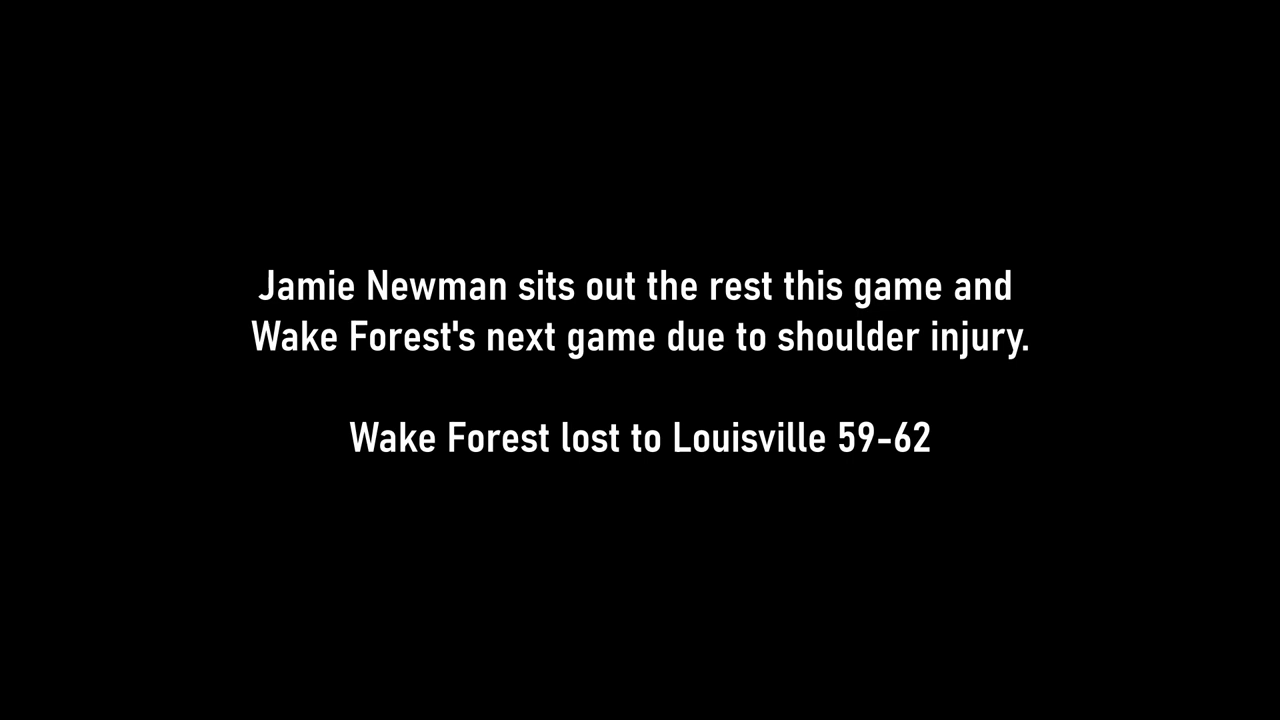 Jamie Newman sits out the rest this game and
Wake Forest's next game due to shoulder injury.
Wake Forest lost to Louisville 59-62